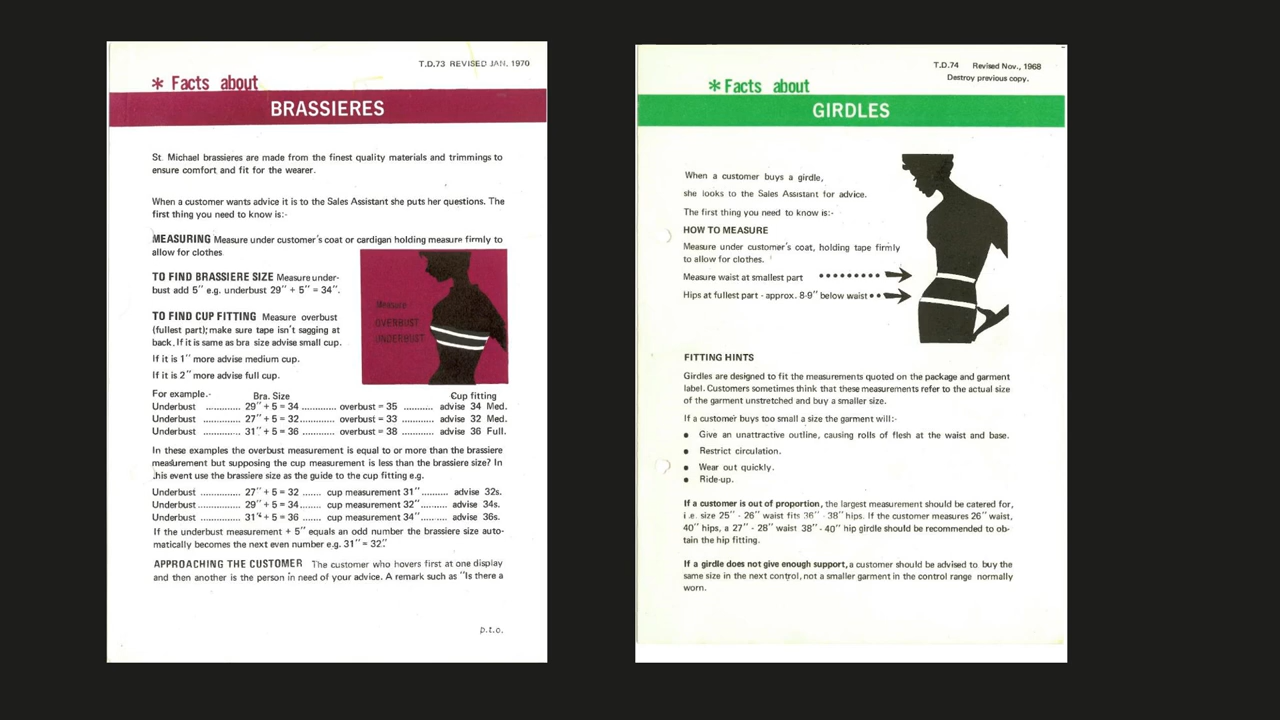 T.D.73 REVISED JAN. 1970
* Facts about
BRASSIERES
St. Michael brassieres are made from the finest quality materials and trimmings to
ensure comfort and fit for the wearer.
When a customer wants advice it is to the Sales Assistant she puts her questions. The
first thing you need to know is:-
MEASURING Measure under customer's coat or cardigan holding measure firmly to
allow for clothes
TO FIND BRASSIERE SIZE Measure under-
bust add 5" e.g. underbust 29" + 5" = 34".
TO FIND CUP FITTING Measure overbust
(fullest part); make sure tape isn't sagging at
back. If it is same as bra size advise small cup.
If it is 1" more advise medium cup.
If it is 2" more advise full cup.
Measure
OVERBUST
UNDERBUST
For example.- Bra. Size Cup fitting
Underbust ............ 29" + 5 = 34 ............ overbust = 35 .......... advise 34 Med.
Underbust ............ 27" + 5 = 32 ............ overbust = 33 .......... advise 32 Med.
Underbust ............ 31" + 5 = 36 ............ overbust = 38 .......... advise 36 Full.
In these examples the overbust measurement is equal to or more than the brassiere
measurement but supposing the cup measurement is less than the brassiere size? In
this event use the brassiere size as the guide to the cup fitting e.g.
Underbust .............. 27" + 5 = 32 ....... cup measurement 31".......... advise 32s.
Underbust ............... 29" + 5 = 34....... cup measurement 32"......... advise 34s.
Underbust .............. 31" + 5 = 36 ....... cup measurement 34"......... advise 36s.
If the underbust measurement + 5" equals an odd number the brassiere size auto-
matically becomes the next even number e.g. 31" = 32."
APPROACHING THE CUSTOMER The customer who hovers first at one display
and then another is the person in need of your advice. A remark such as "Is there a
p.t.o.
T.D.74 Revised Nov., 1968
Destroy previous copy.
* Facts about
GIRDLES
When a customer buys a girdle,
she looks to the Sales Assistant for advice.
The first thing you need to know is:-
HOW TO MEASURE
Measure under customer's coat, holding tape firmly
to allow for clothes.
Measure waist at smallest part
Hips at fullest part - approx. 8-9" below waist
FITTING HINTS
Girdles are designed to fit the measurements quoted on the package and garment
label. Customers sometimes think that these measurements refer to the actual size
of the garment unstretched and buy a smaller size.
If a customer buys too small a size the garment will:-
● Give an unattractive outline, causing rolls of flesh at the waist and base.
● Restrict circulation.
● Wear out quickly.
● Ride-up.
If a customer is out of proportion, the largest measurement should be catered for,
i.e. size 25" - 26" waist fits 36" - 38" hips. If the customer measures 26" waist,
40" hips, a 27" - 28" waist 38" - 40" hip girdle should be recommended to ob-
tain the hip fitting.
If a girdle does not give enough support, a customer should be advised to buy the
same size in the next control, not a smaller garment in the control range normally
worn.